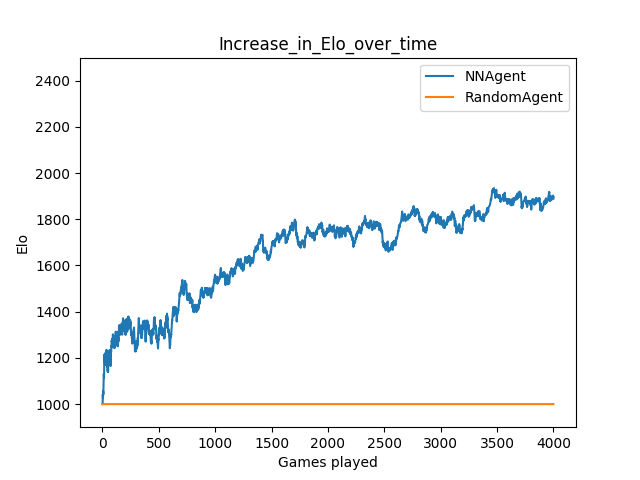 Increase_in_Elo_over_time
NNAgent
RandomAgent
2400
2200
2000
1800
1600
1400
1200
1000
Elo
0 500 1000 1500 2000 2500 3000 3500 4000
Games played